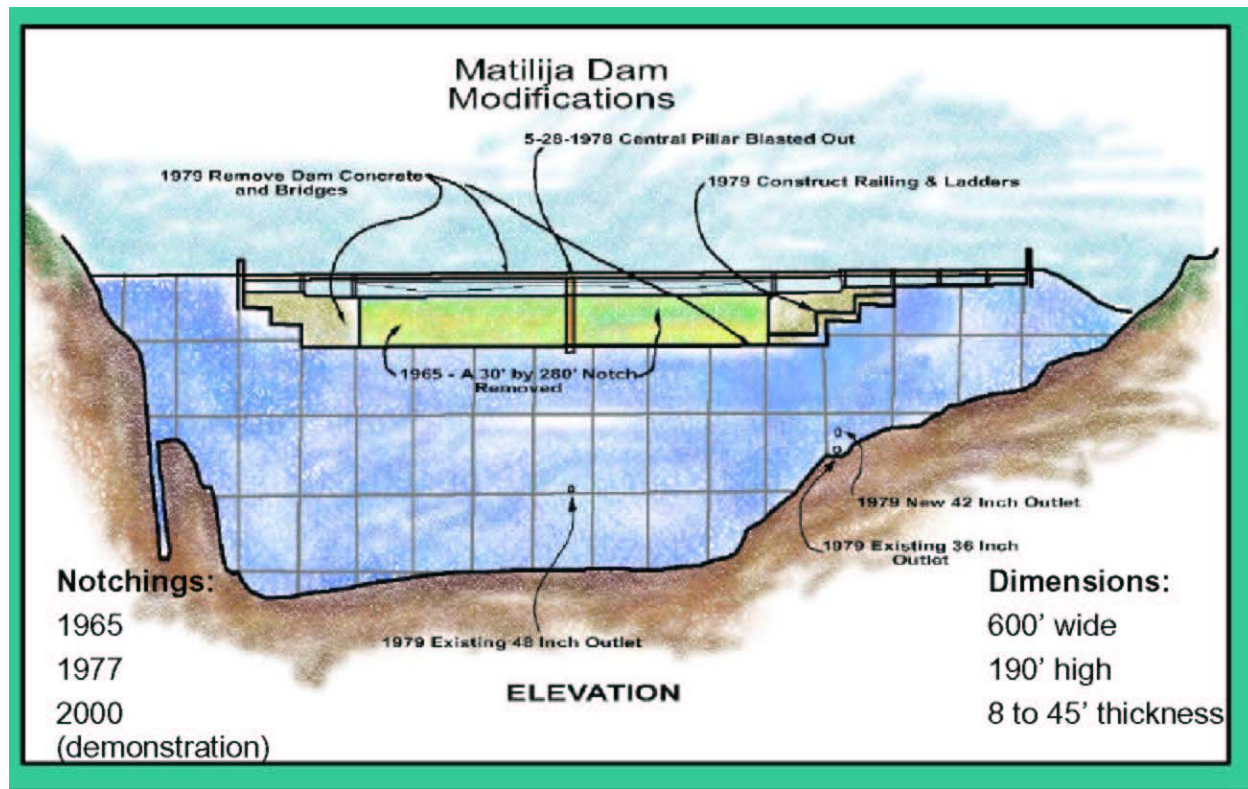 Matilija Dam
Modifications
5-28-1978 Central Pillar Blasted Out
1979 Remove Dam Concrete
and Bridges
1979 Construct Railing & Ladders
1965 - A 30' by 280' Notch
Removed
1979 New 42 Inch Outlet
1979 Existing 36 Inch
Outlet
1979 Existing 48 Inch Outlet
ELEVATION
Notchings:
1965
1977
2000
(demonstration)
Dimensions:
600' wide
190' high
8 to 45' thickness